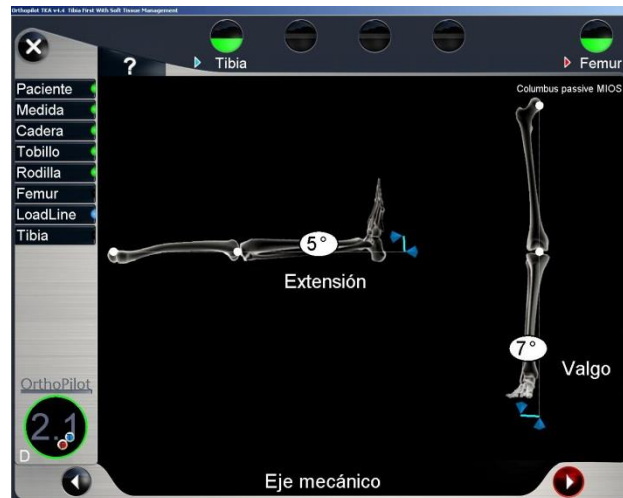 Orthopilot TKA v4.4 Tibia First With Soft Tissue Management
?
Tibia
Femur
Columbus passive MIOS
Paciente
Medida
Cadera
Tobillo
Rodilla
Femur
LoadLine
Tibia
5°
Extensión
7°
Valgo
OrthoPilot
2.1
D
Eje mecánico